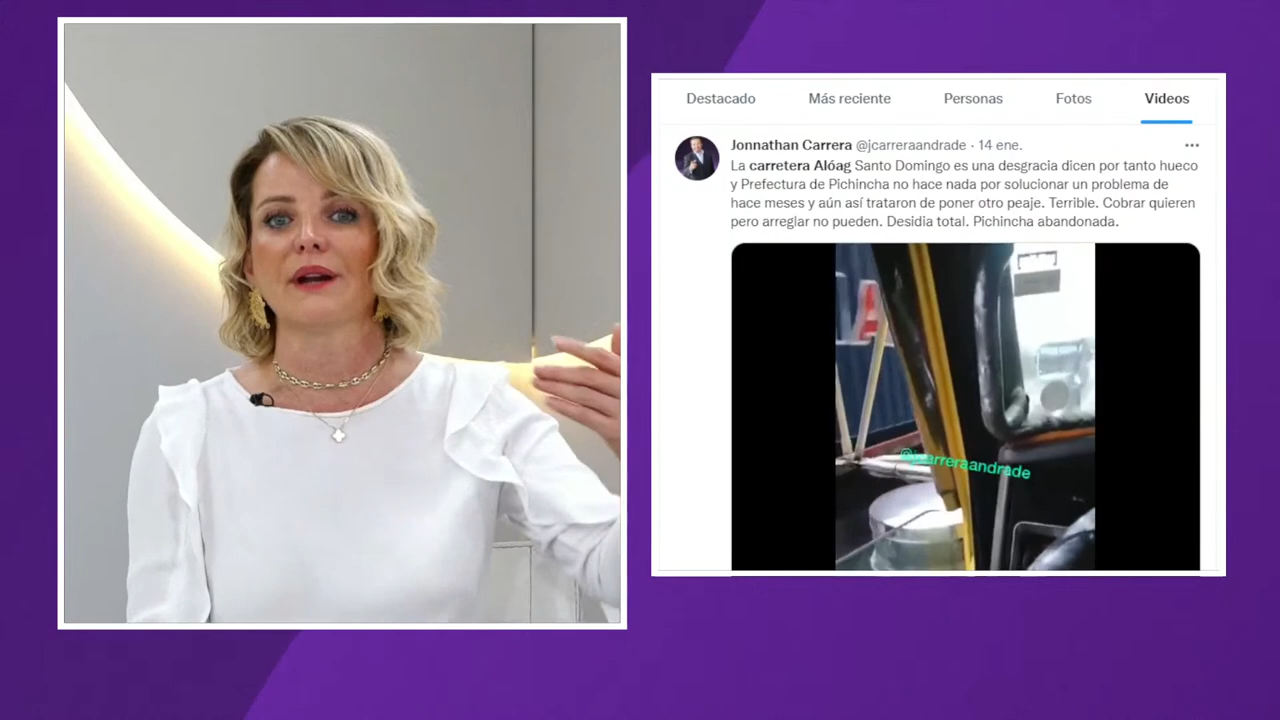 Destacado Más reciente Personas Fotos Videos
Jonnathan Carrera @jcarreraandrade · 14 ene.
La carretera Alóag Santo Domingo es una desgracia dicen por tanto hueco
y Prefectura de Pichincha no hace nada por solucionar un problema de
hace meses y aún así trataron de poner otro peaje. Terrible. Cobrar quieren
pero arreglar no pueden. Desidia total. Pichincha abandonada.
A
@jcarreraandrade